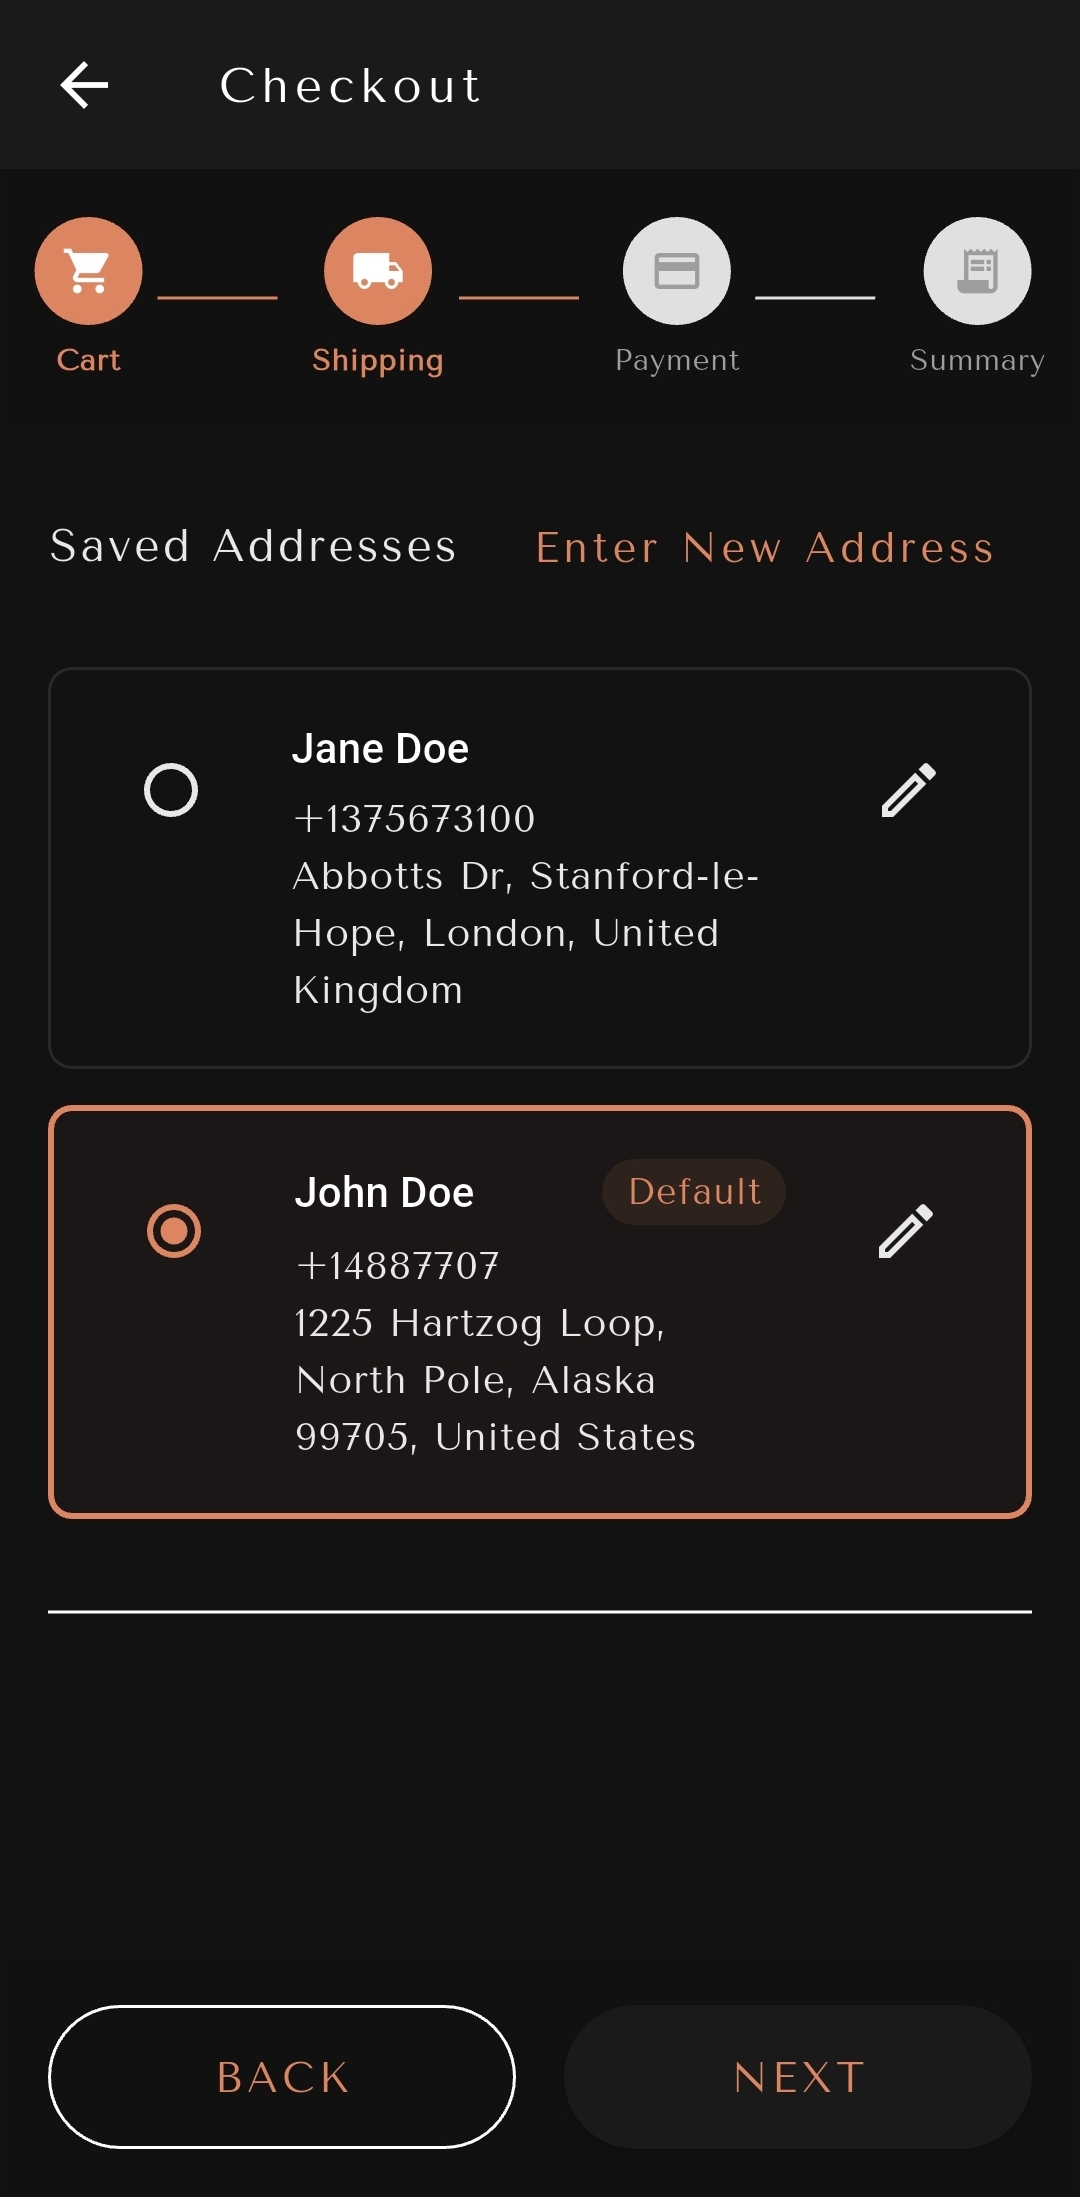 Checkout
Cart
Shipping
Payment
Summary
Saved Addresses
Enter New Address
Jane Doe
+1375673100
Abbotts Dr, Stanford-le-
Hope, London, United
Kingdom
John Doe
Default
+14887707
1225 Hartzog Loop,
North Pole, Alaska
99705, United States
BACK
NEXT